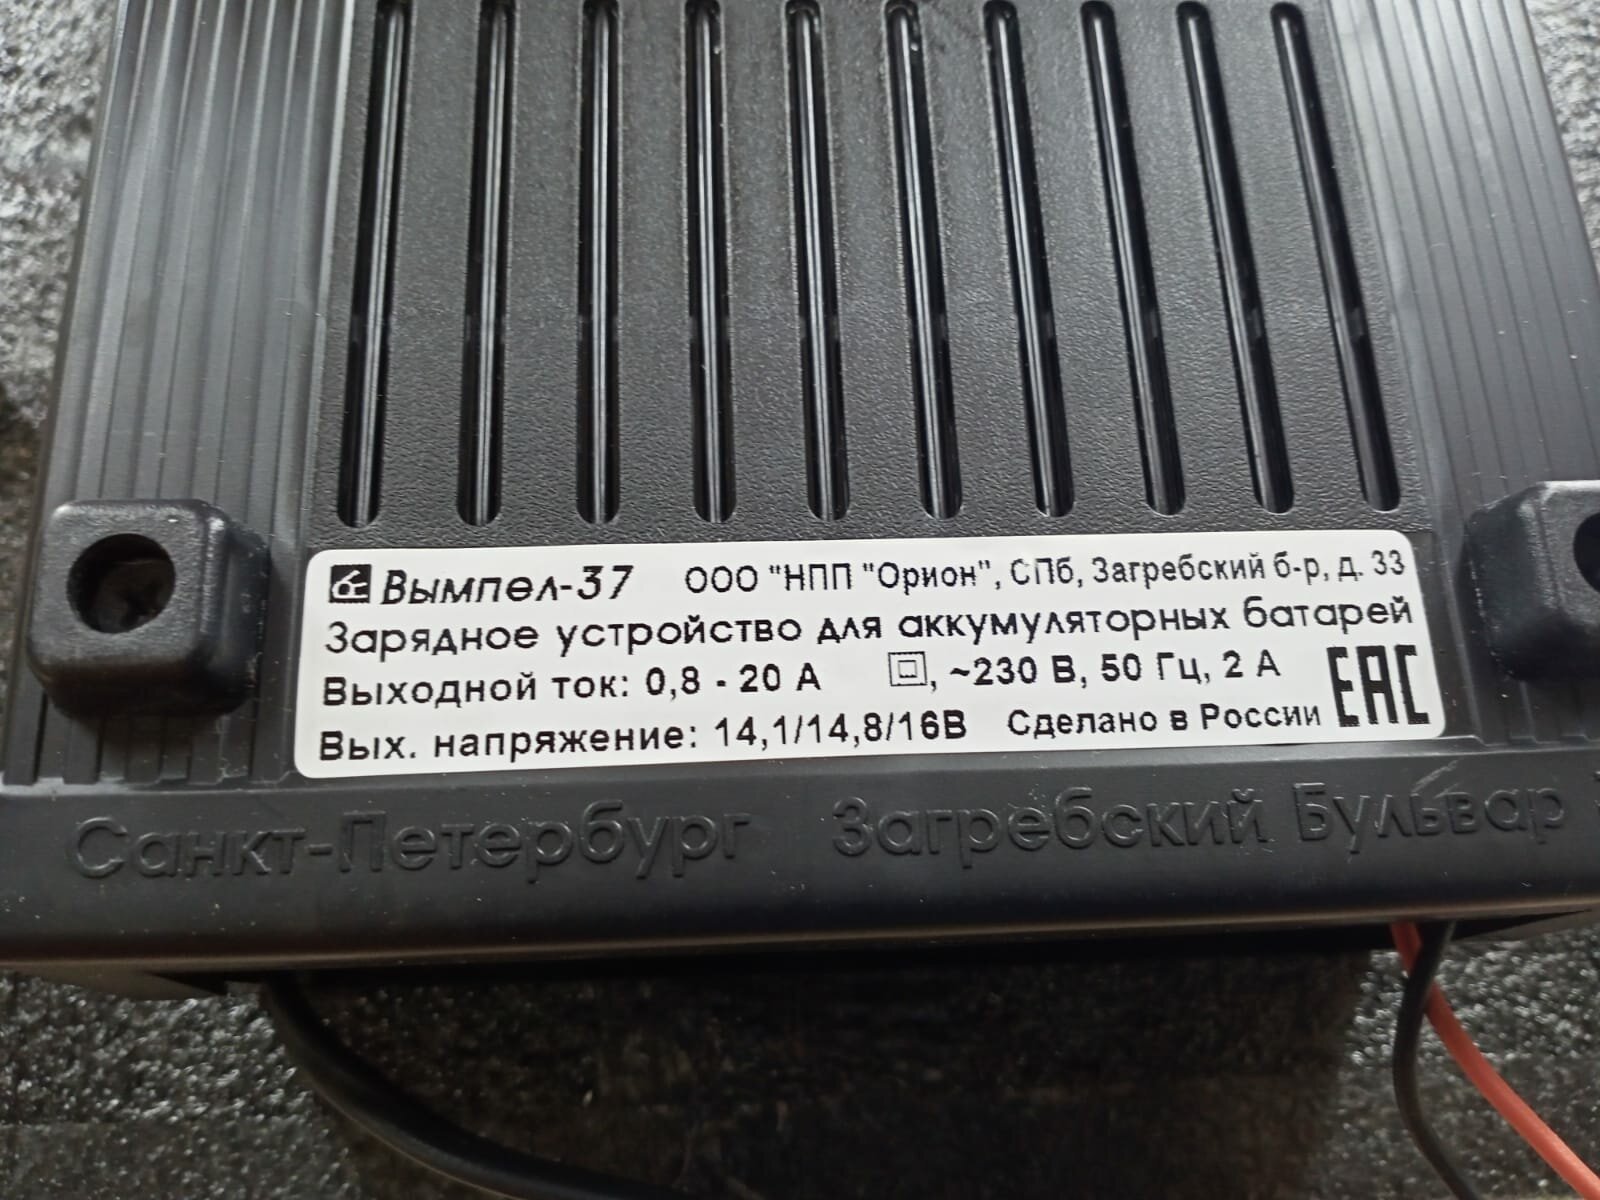 Вымпел-37 ООО "НПП "Орион", СПб, Загребский б-р, д. 33
Зарядное устройство для аккумуляторных батарей
Выходной ток: 0,8 - 20 А , ~230 В, 50 Гц, 2 А
Вых. напряжение: 14,1/14,8/16В Сделано в России EAC
Санкт-Петербург Загребский Бульвар